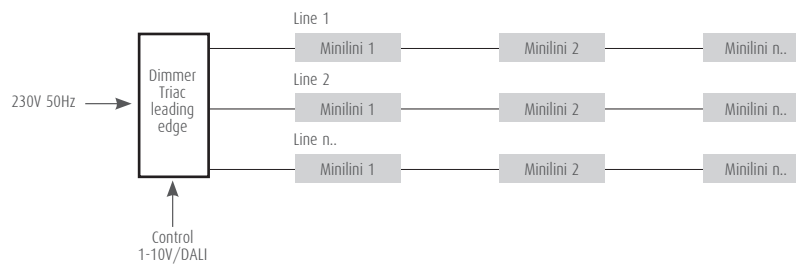 Line 1
Minilini 1
Minilini 2
Minilini n..
Dimmer
Triac
leading
edge
230V 50Hz
Line 2
Minilini 1
Minilini 2
Minilini n..
Line n..
Minilini 1
Minilini 2
Minilini n..
Control
1-10V/DALI